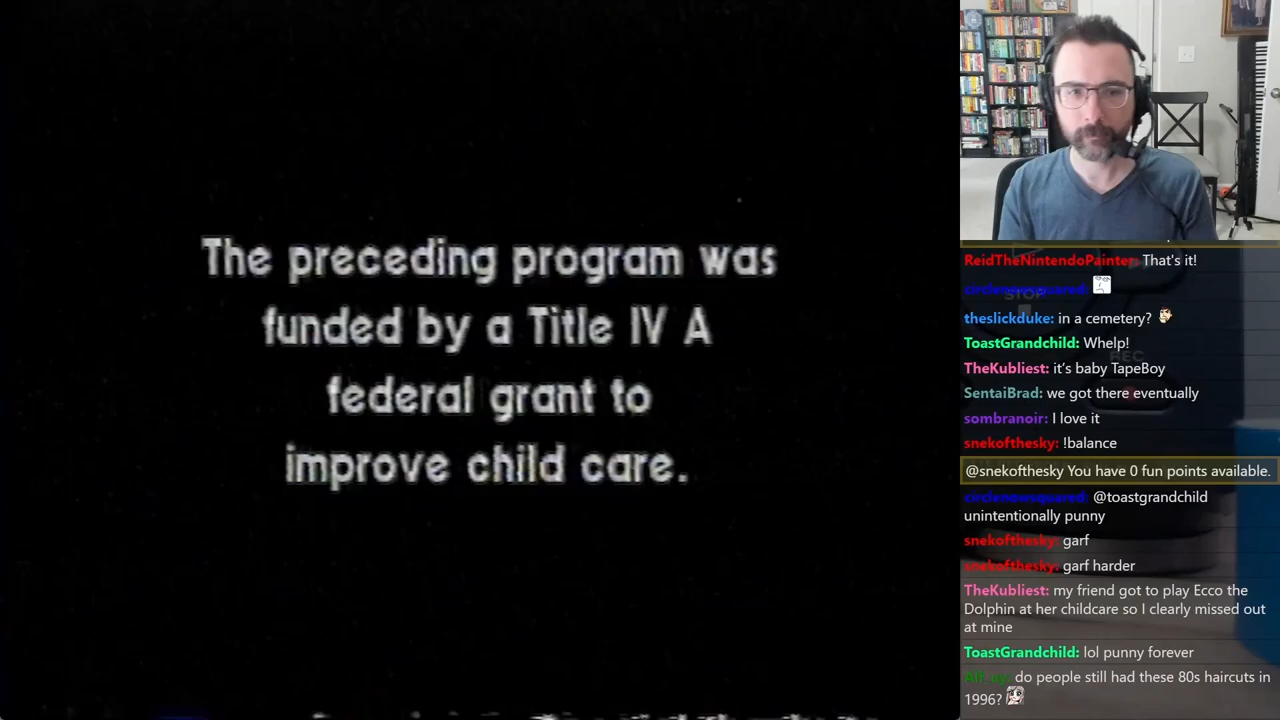 The preceding program was
funded by a Title IV A
federal grant to
improve child care.
ReidTheNintendoPainter: That's it!
circlenowsquared:
STOP
theslickduke: in a cemetery?
ToastGrandchild: Whelp!
REC
TheKubliest: it's baby TapeBoy
SentaiBrad: we got there eventually
sombranoir: I love it
snekofthesky: !balance
@snekofthesky You have 0 fun points available.
circlenowsquared: @toastgrandchild
unintentionally punny
snekofthesky: garf
snekofthesky: garf harder
TheKubliest: my friend got to play Ecco the
Dolphin at her childcare so I clearly missed out
at mine
ToastGrandchild: lol punny forever
do people still had these 80s haircuts in
1996?